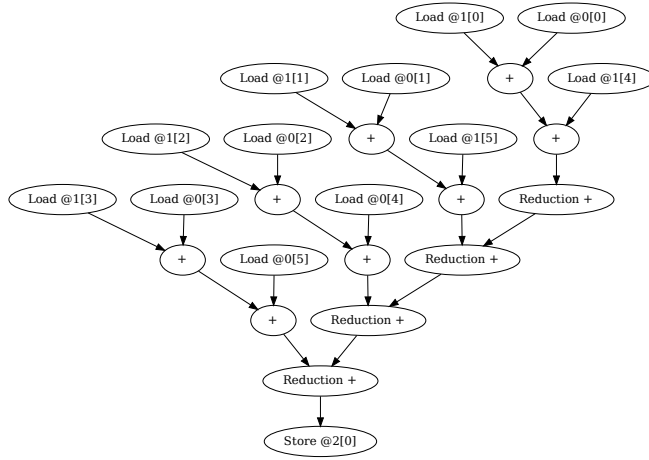 Load @1[0]
Load @0[0]
Load @1[1]
Load @0[1]
+
Load @1[4]
Load @1[2]
Load @0[2]
+
Load @1[5]
+
Load @1[3]
Load @0[3]
+
Load @0[4]
+
Reduction +
+
Load @0[5]
+
Reduction +
+
Reduction +
Reduction +
Store @2[0]